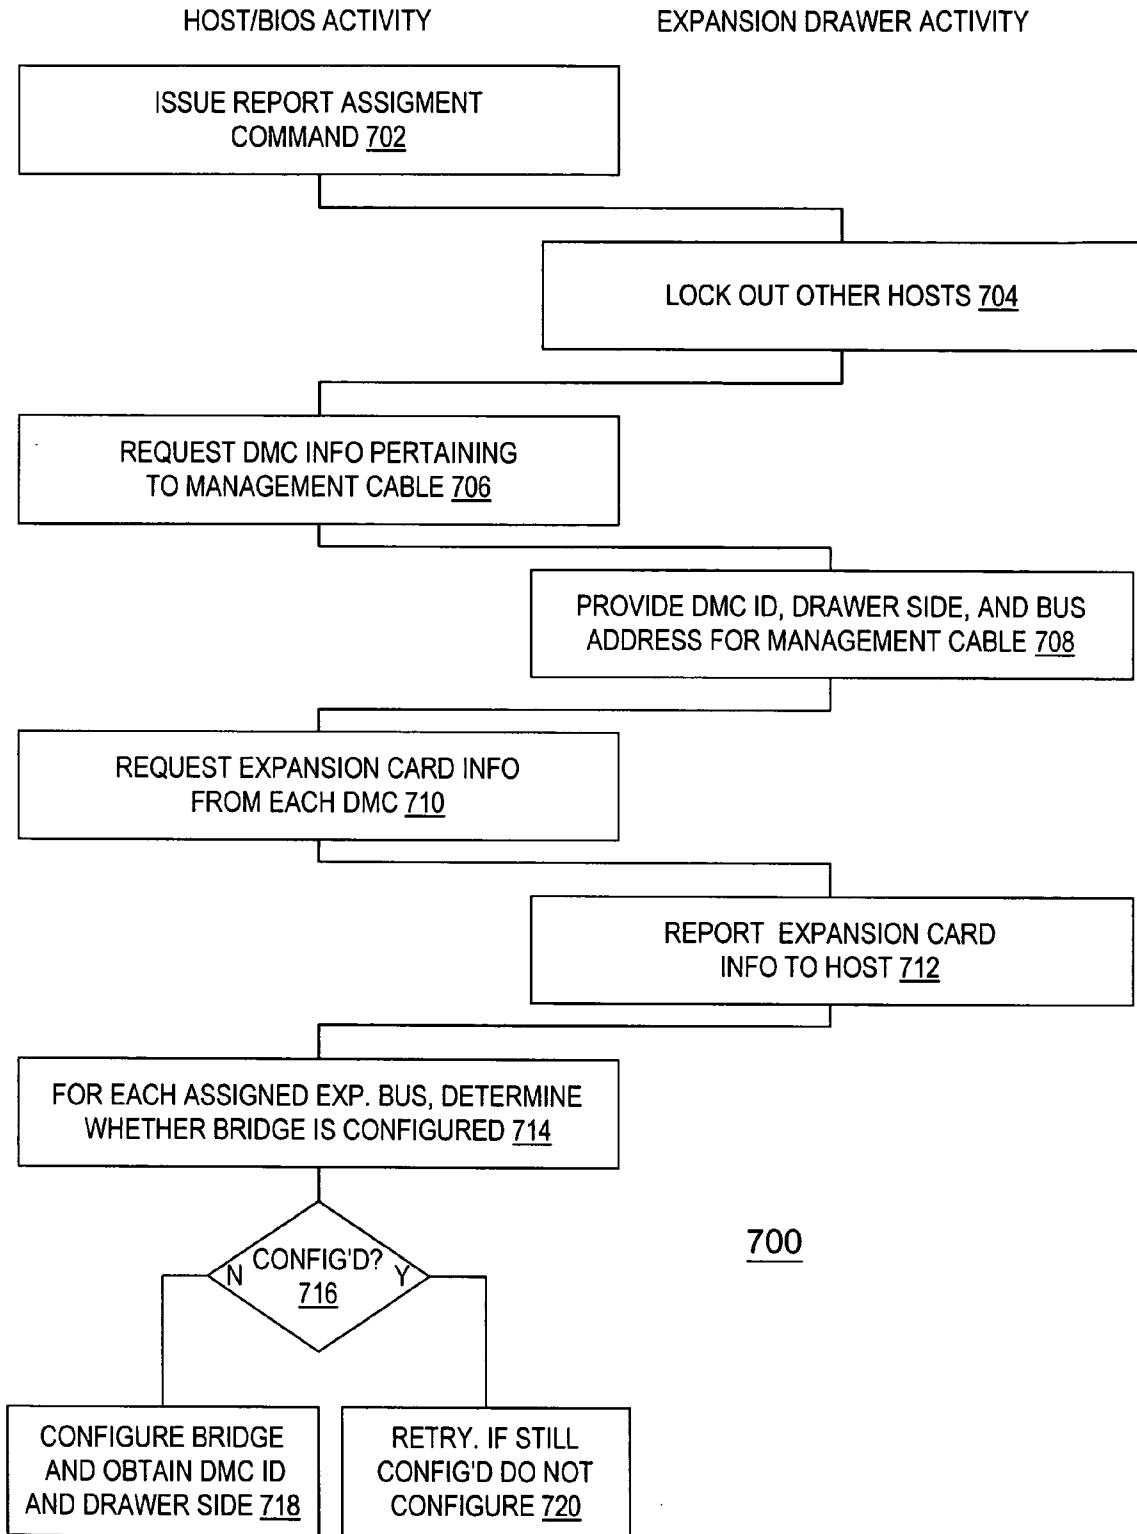 HOST/BIOS ACTIVITY
EXPANSION DRAWER ACTIVITY
ISSUE REPORT ASSIGMENT
COMMAND 702
LOCK OUT OTHER HOSTS 704
REQUEST DMC INFO PERTAINING
TO MANAGEMENT CABLE 706
PROVIDE DMC ID, DRAWER SIDE, AND BUS
ADDRESS FOR MANAGEMENT CABLE 708
REQUEST EXPANSION CARD INFO
FROM EACH DMC 710
REPORT EXPANSION CARD
INFO TO HOST 712
FOR EACH ASSIGNED EXP. BUS, DETERMINE
WHETHER BRIDGE IS CONFIGURED 714
700
CONFIG'D?
N
Y
716
CONFIGURE BRIDGE
AND OBTAIN DMC ID
AND DRAWER SIDE 718
RETRY. IF STILL
CONFIG'D DO NOT
CONFIGURE 720